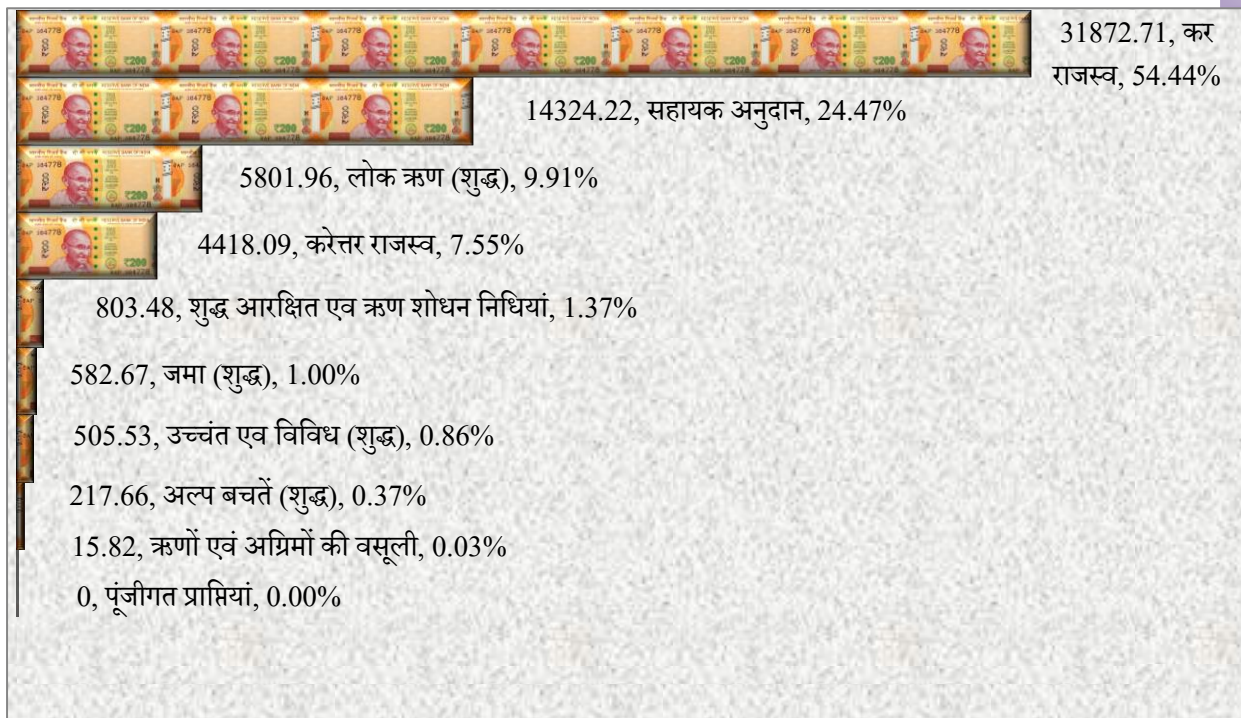 31872.71, कर
राजस्व, 54.44%
14324.22, सहायक अनुदान, 24.47%
5801.96, लोक ऋण (शुद्ध), 9.91%
4418.09, करेत्तर राजस्व, 7.55%
803.48, शुद्ध आरक्षित एव ऋण शोधन निधियां, 1.37%
582.67, जमा (शुद्ध), 1.00%
505.53, उच्चंत एव विविध (शुद्ध), 0.86%
217.66, अल्प बचतें (शुद्ध), 0.37%
15.82, ऋणों एवं अग्रिमों की वसूली, 0.03%
0, पूंजीगत प्राप्तियां, 0.00%